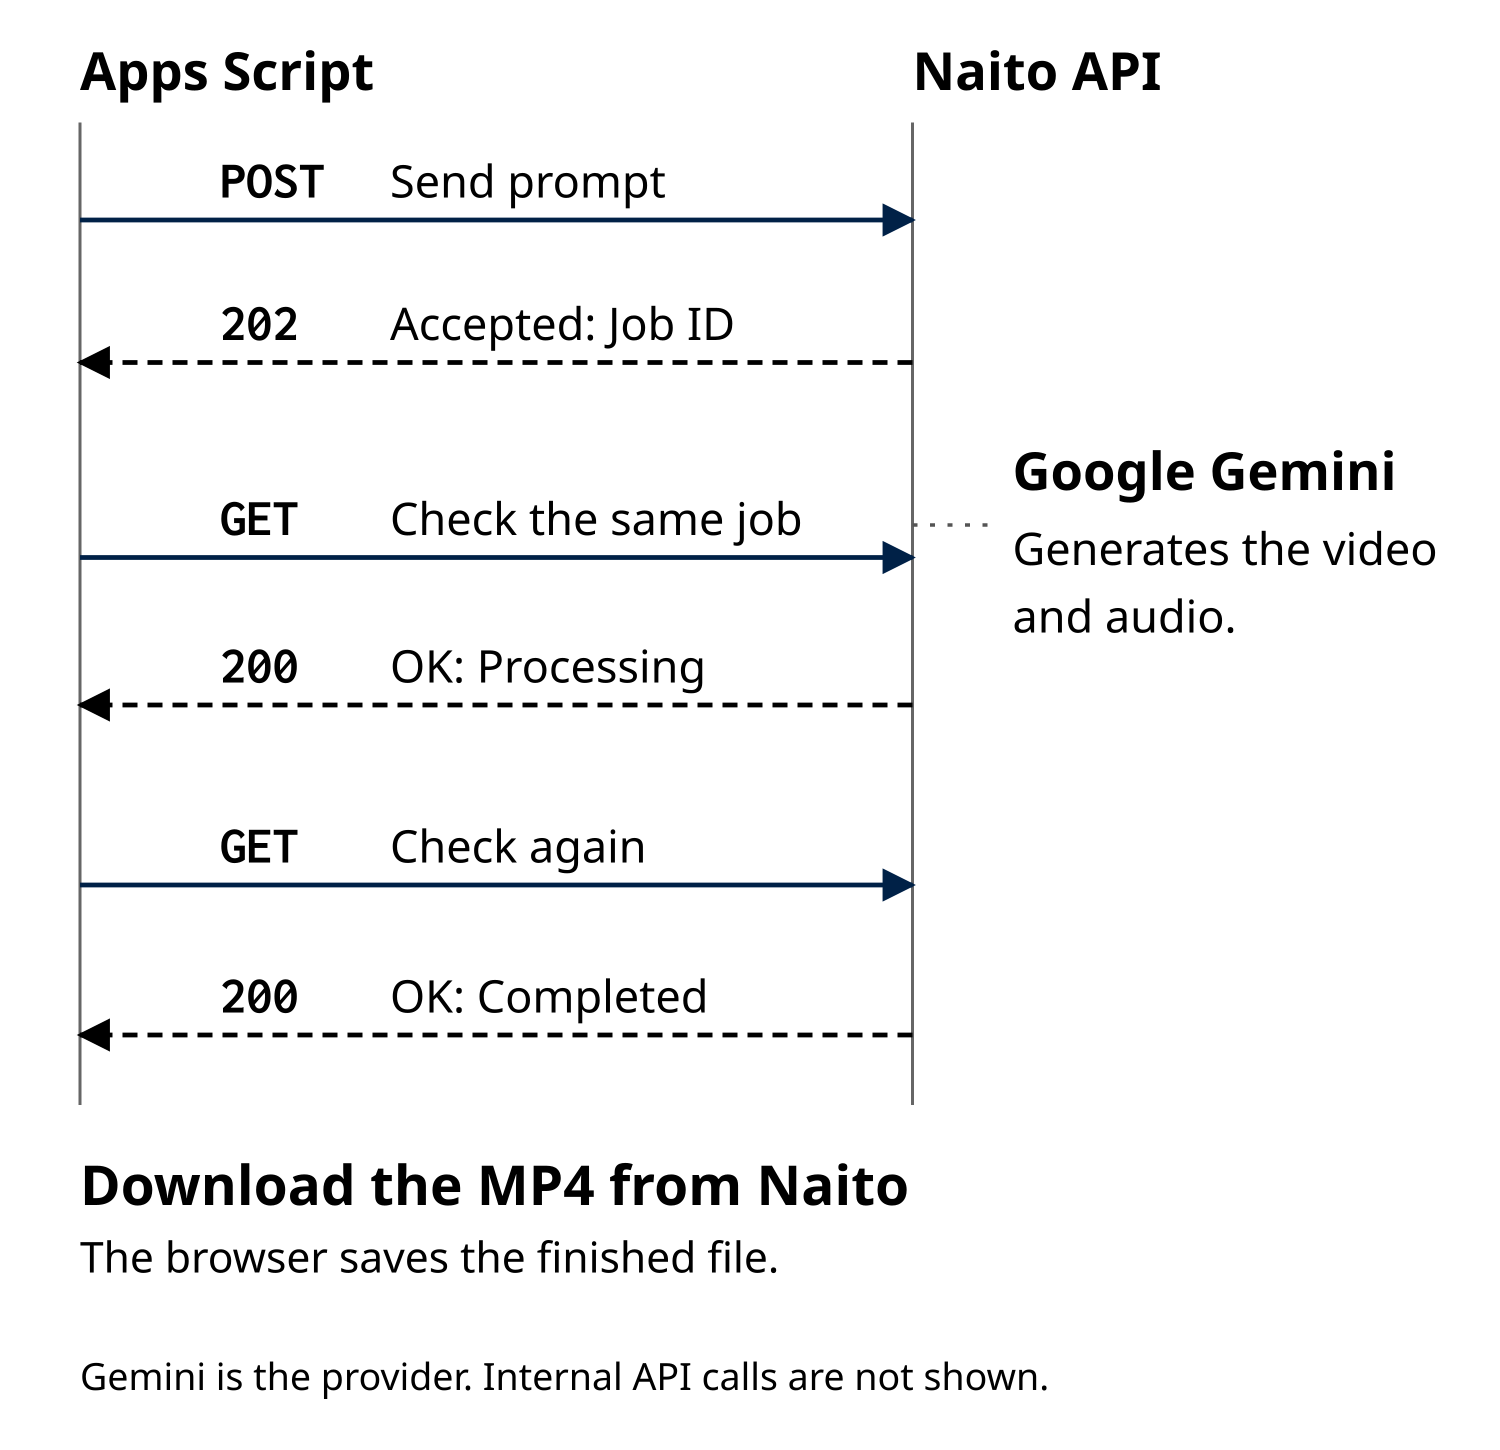 Apps Script
Naito API
POST Send prompt
202 Accepted: Job ID
Google Gemini
GET Check the same job
Generates the video
and audio.
200 OK: Processing
GET Check again
200 OK: Completed
Download the MP4 from Naito
The browser saves the finished file.
Gemini is the provider. Internal API calls are not shown.